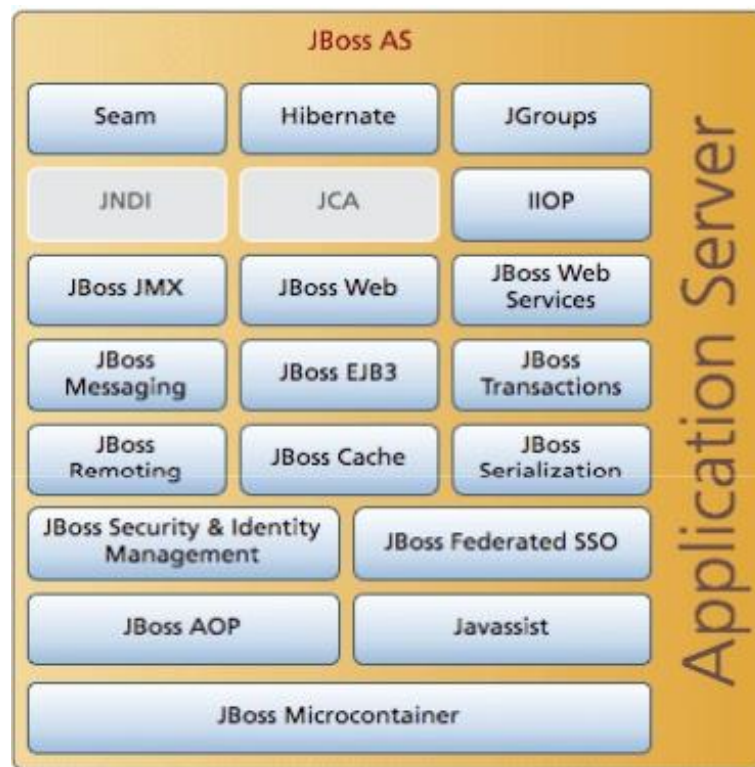 JBoss AS
Seam
Hibernate
JGroups
JNDI
JCA
IIOP
JBoss JMX
JBoss Web
JBoss Web
Services
JBoss
Messaging
JBoss EJB3
JBoss
Transactions
JBoss
Remoting
JBoss Cache
JBoss
Serialization
JBoss Security & Identity
Management
JBoss Federated SSO
JBoss AOP
Javassist
JBoss Microcontainer
Application Server